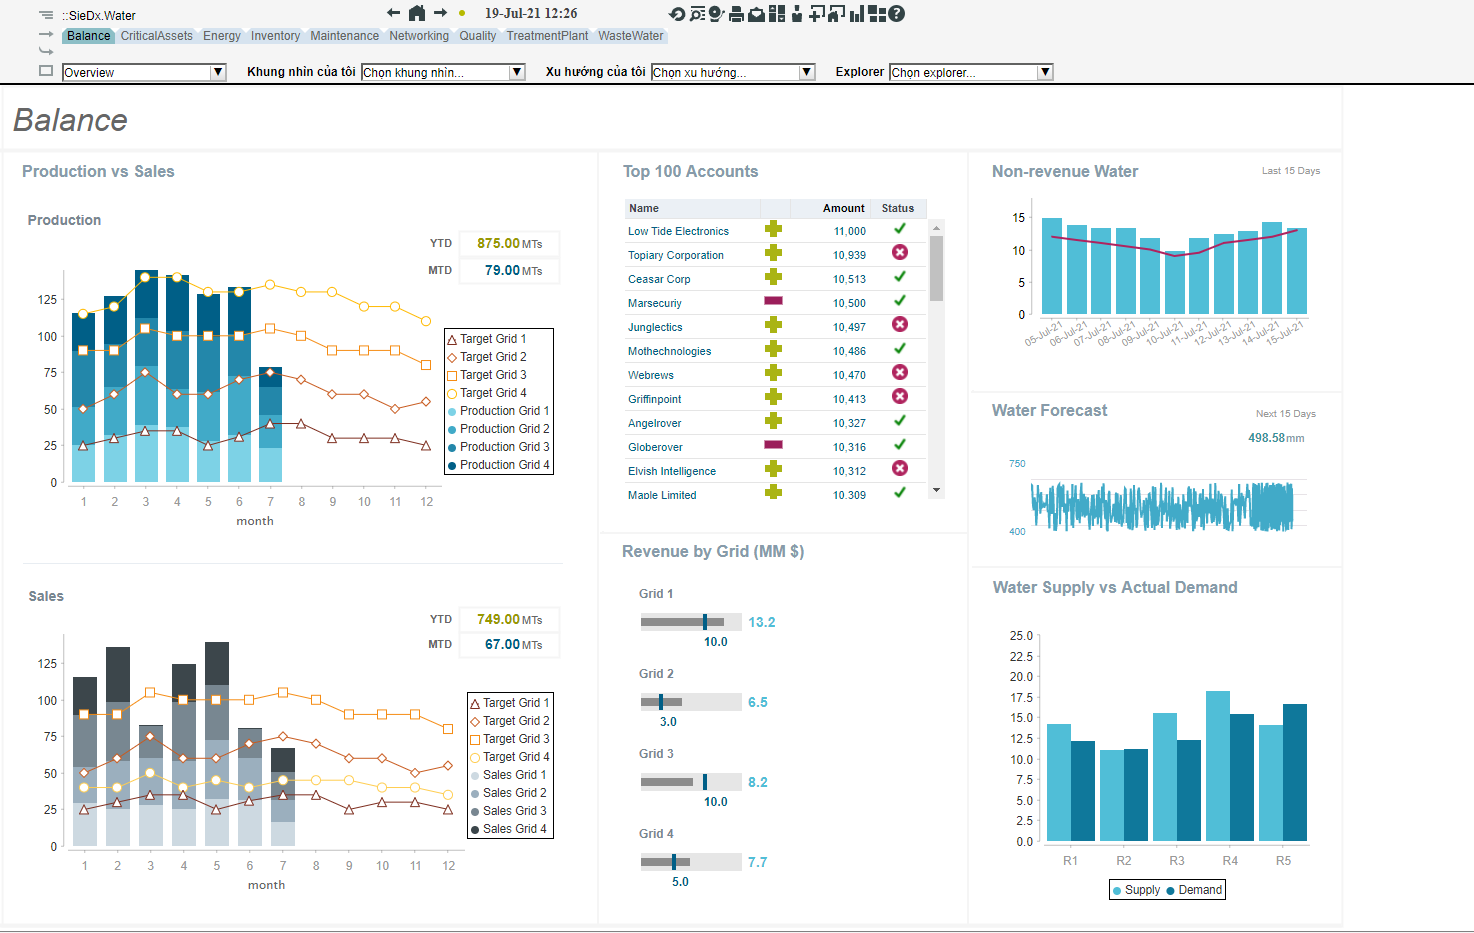 ::SieDx.Water
19-Jul-21 12:26
Balance CriticalAssets Energy Inventory Maintenance Networking Quality TreatmentPlant WasteWater
Overview Khung nhìn của tôi Chọn khung nhìn... Xu hướng của tôi Chọn xu hướng... Explorer Chọn explorer...
Balance
Production vs Sales
Production
YTD 875.00 MTs
MTD 79.00 MTs
125
100
75
50
25
0
1 2 3 4 5 6 7 8 9 10 11 12
month
Target Grid 1
Target Grid 2
Target Grid 3
Target Grid 4
Production Grid 1
Production Grid 2
Production Grid 3
Production Grid 4
Sales
YTD 749.00 MTs
MTD 67.00 MTs
125
100
75
50
25
0
1 2 3 4 5 6 7 8 9 10 11 12
month
Target Grid 1
Target Grid 2
Target Grid 3
Target Grid 4
Sales Grid 1
Sales Grid 2
Sales Grid 3
Sales Grid 4
Top 100 Accounts
Name Amount Status
Low Tide Electronics 11,000
Topiary Corporation 10,939
Ceasar Corp 10,513
Marsecuriy 10,500
Junglectics 10,497
Mothechnologies 10,486
Webrews 10,470
Griffinpoint 10,413
Angelrover 10,327
Globerover 10,316
Elvish Intelligence 10,312
Maple Limited 10,309
Revenue by Grid (MM $)
Grid 1
13.2
10.0
Grid 2
6.5
3.0
Grid 3
8.2
10.0
Grid 4
7.7
5.0
Non-revenue Water
Last 15 Days
15
10
5
0
05-Jul-21 06-Jul-21 07-Jul-21 08-Jul-21 09-Jul-21 10-Jul-21 11-Jul-21 12-Jul-21 13-Jul-21 14-Jul-21 15-Jul-21
Water Forecast
Next 15 Days
498.58 mm
750
400
Water Supply vs Actual Demand
25.0
22.5
20.0
17.5
15.0
12.5
10.0
7.5
5.0
2.5
0.0
R1 R2 R3 R4 R5
Supply Demand